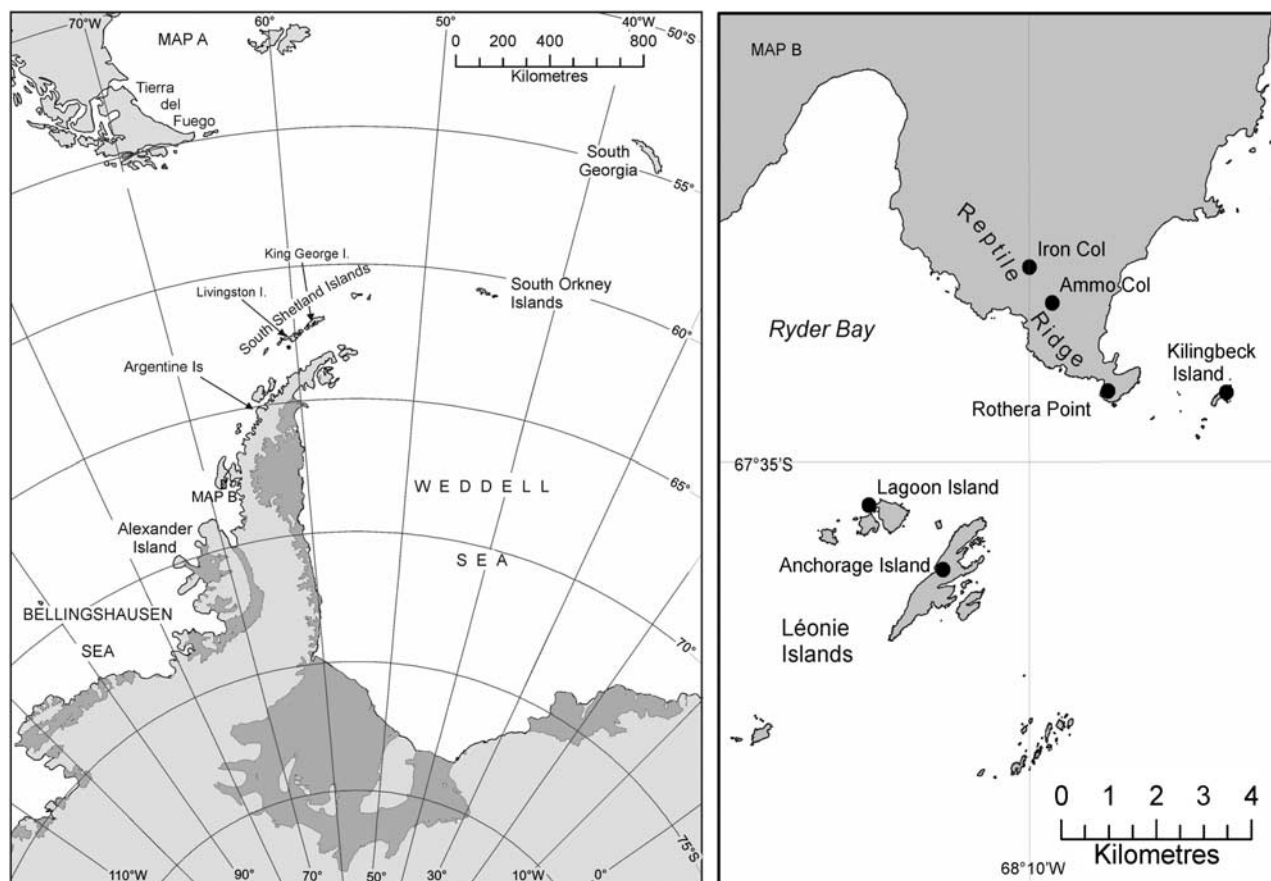 70°W
60°
50°
40°W
50°S
MAP A
0 200 400 600 800
Kilometres
Tierra
del
Fuego
South
Georgia
55°
King George I.
Livingston I.
South Shetland Islands
South Orkney
Islands
60°
Argentine Is
WEDDELL
SEA
65°
MAP B
Alexander
Island
BELLINGSHAUSEN
SEA
70°
75°S
110°W
90°
70°
50°
30°
0°
MAP B
Reptile
Ridge
Iron Col
Ammo Col
Ryder Bay
Kilingbeck
Island
Rothera Point
67°35'S
Lagoon Island
Anchorage Island
Léonie
Islands
0 1 2 3 4
Kilometres
68°10'W